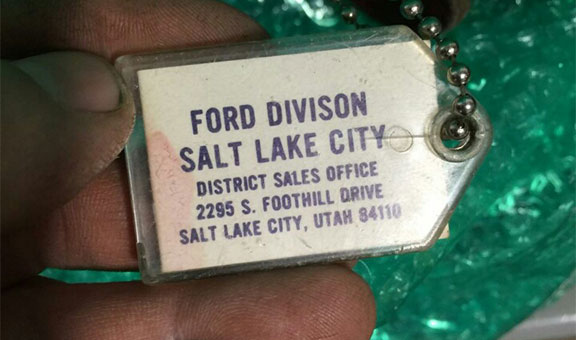 FORD DIVISON
SALT LAKE CITY
DISTRICT SALES OFFICE
2295 S. FOOTHILL DRIVE
SALT LAKE CITY, UTAH 84110